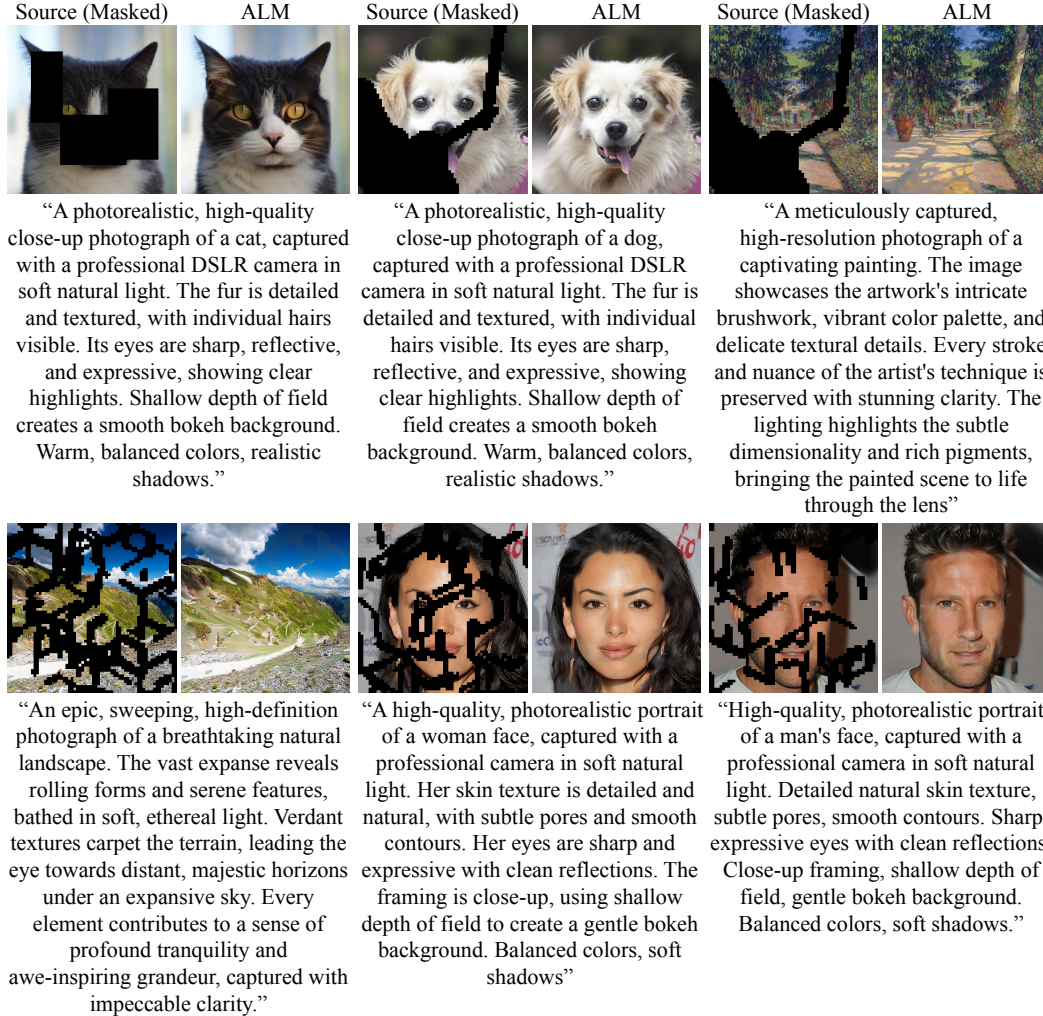 Source (Masked) ALM Source (Masked) ALM Source (Masked) ALM
“A photorealistic, high-quality
close-up photograph of a cat, captured
with a professional DSLR camera in
soft natural light. The fur is detailed
and textured, with individual hairs
visible. Its eyes are sharp, reflective,
and expressive, showing clear
highlights. Shallow depth of field
creates a smooth bokeh background.
Warm, balanced colors, realistic
shadows.”
“A photorealistic, high-quality
close-up photograph of a dog,
captured with a professional DSLR
camera in soft natural light. The fur is
detailed and textured, with individual
hairs visible. Its eyes are sharp,
reflective, and expressive, showing
clear highlights. Shallow depth of
field creates a smooth bokeh
background. Warm, balanced colors,
realistic shadows.”
“A meticulously captured,
high-resolution photograph of a
captivating painting. The image
showcases the artwork's intricate
brushwork, vibrant color palette, and
delicate textural details. Every stroke
and nuance of the artist's technique is
preserved with stunning clarity. The
lighting highlights the subtle
dimensionality and rich pigments,
bringing the painted scene to life
through the lens”
“An epic, sweeping, high-definition
photograph of a breathtaking natural
landscape. The vast expanse reveals
rolling forms and serene features,
bathed in soft, ethereal light. Verdant
textures carpet the terrain, leading the
eye towards distant, majestic horizons
under an expansive sky. Every
element contributes to a sense of
profound tranquility and
awe-inspiring grandeur, captured with
impeccable clarity.”
“A high-quality, photorealistic portrait
of a woman face, captured with a
professional camera in soft natural
light. Her skin texture is detailed and
natural, with subtle pores and smooth
contours. Her eyes are sharp and
expressive with clean reflections. The
framing is close-up, using shallow
depth of field to create a gentle bokeh
background. Balanced colors, soft
shadows”
“High-quality, photorealistic portrait
of a man's face, captured with a
professional camera in soft natural
light. Detailed natural skin texture,
subtle pores, smooth contours. Sharp
expressive eyes with clean reflections
Close-up framing, shallow depth of
field, gentle bokeh background.
Balanced colors, soft shadows.”